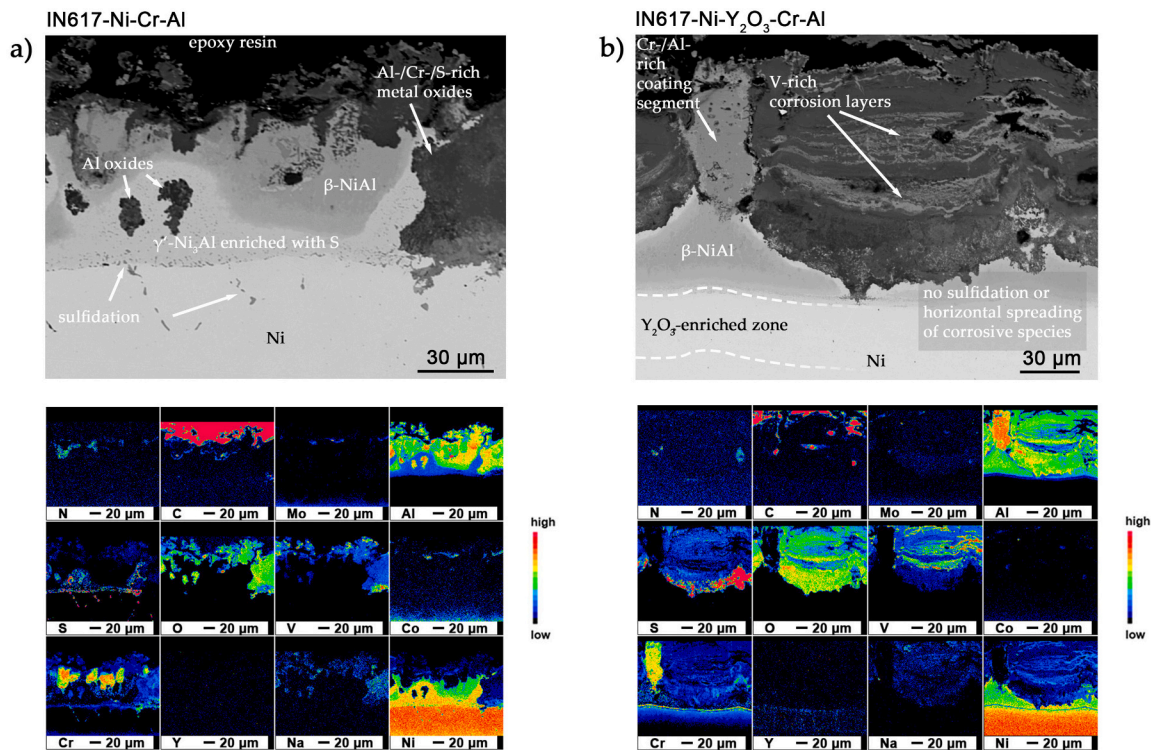 IN617-Ni-Cr-Al
a)
epoxy resin
Al-/Cr-/S-rich
metal oxides
Al oxides
β-NiAl
γ′-Ni₃Al enriched with S
sulfidation
Ni
30 µm
N 20 µm C 20 µm Mo 20 µm Al 20 µm
S 20 µm O 20 µm V 20 µm Co 20 µm
Cr 20 µm Y 20 µm Na 20 µm Ni 20 µm
high
low
IN617-Ni-Y₂O₃-Cr-Al
b)
Cr-/Al-
rich
coating
segment
V-rich
corrosion layers
β-NiAl
no sulfidation or
horizontal spreading
of corrosive species
Y₂O₃-enriched zone
Ni
30 µm
N 20 µm C 20 µm Mo 20 µm Al 20 µm
S 20 µm O 20 µm V 20 µm Co 20 µm
Cr 20 µm Y 20 µm Na 20 µm Ni 20 µm
high
low